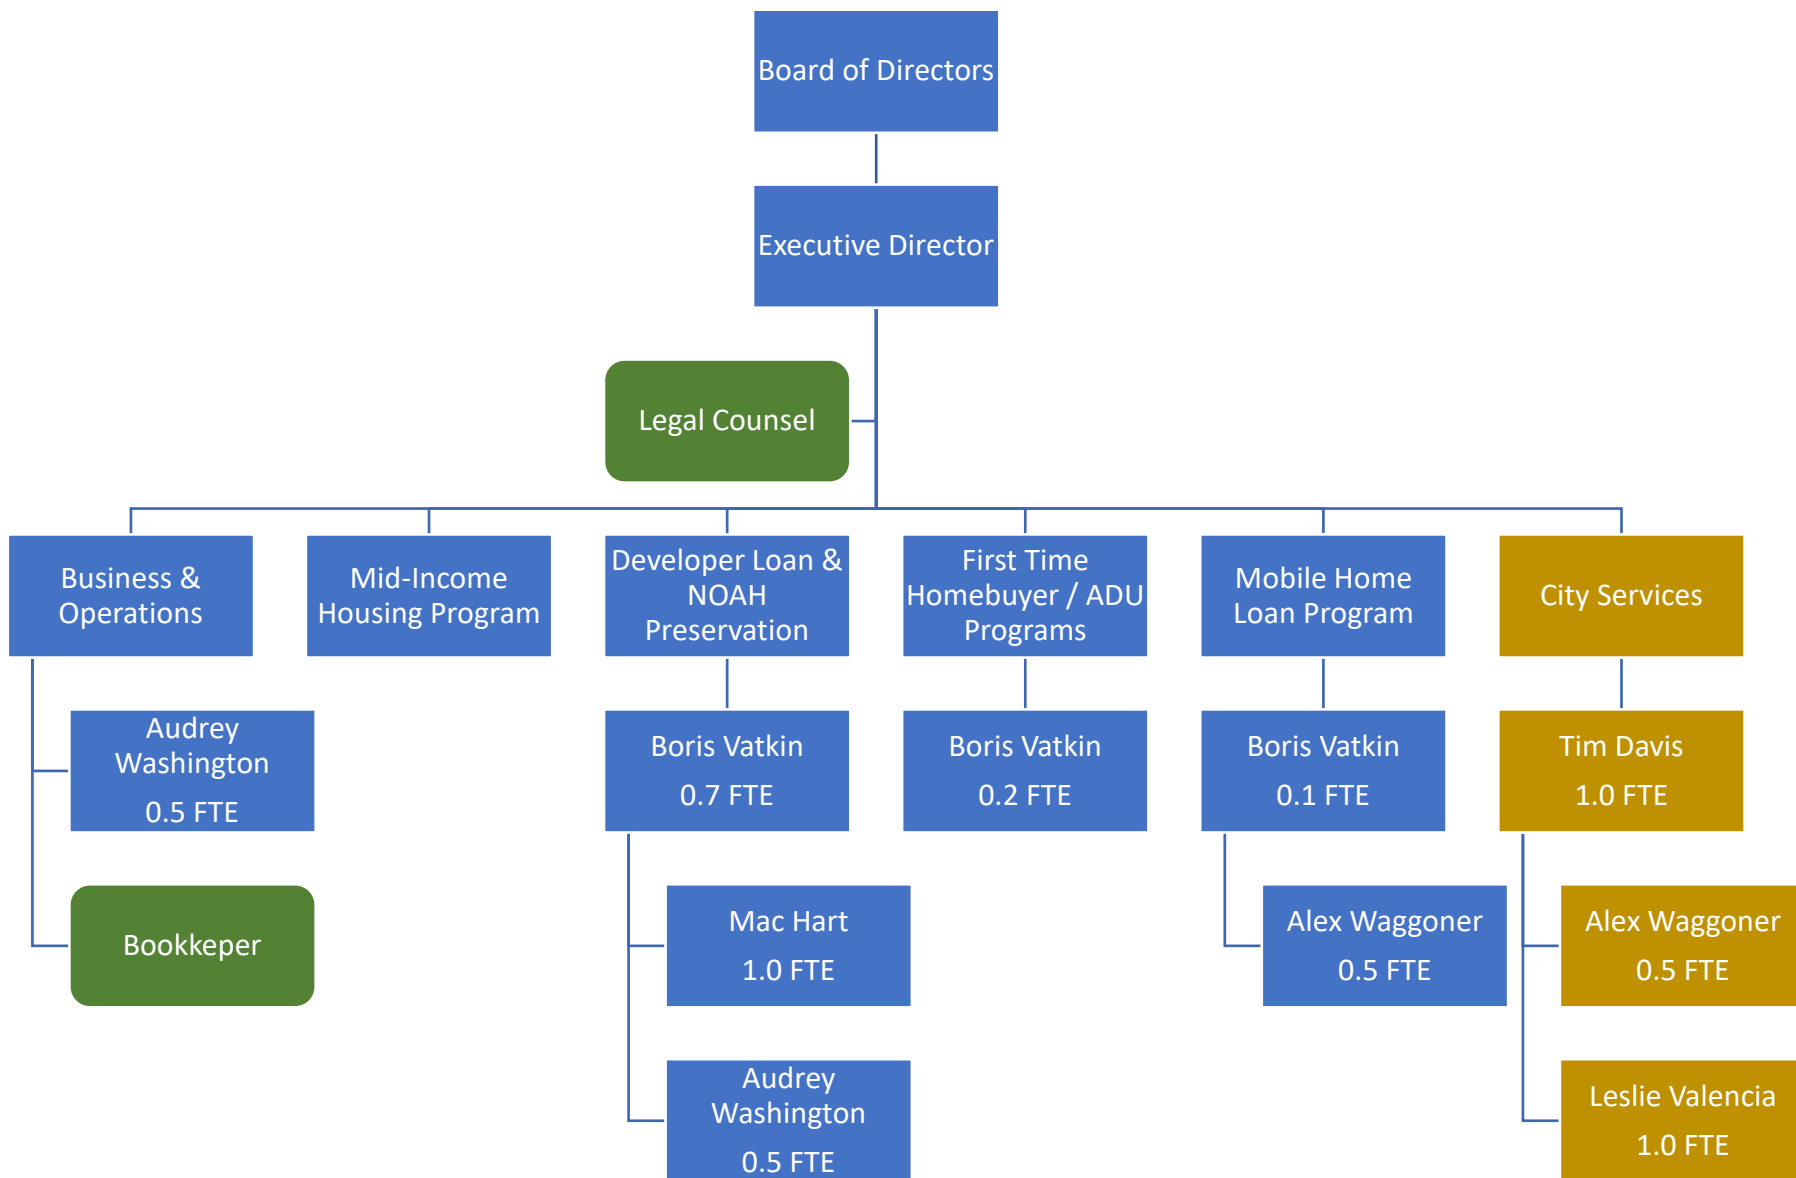 Board of Directors
Executive Director
Legal Counsel
Business &
Operations
Mid-Income
Housing Program
Developer Loan &
NOAH
Preservation
First Time
Homebuyer / ADU
Programs
Mobile Home
Loan Program
City Services
Audrey
Washington
0.5 FTE
Boris Vatkin
0.7 FTE
Boris Vatkin
0.2 FTE
Boris Vatkin
0.1 FTE
Tim Davis
1.0 FTE
Bookkeper
Mac Hart
1.0 FTE
Alex Waggoner
0.5 FTE
Alex Waggoner
0.5 FTE
Audrey
Washington
0.5 FTE
Leslie Valencia
1.0 FTE